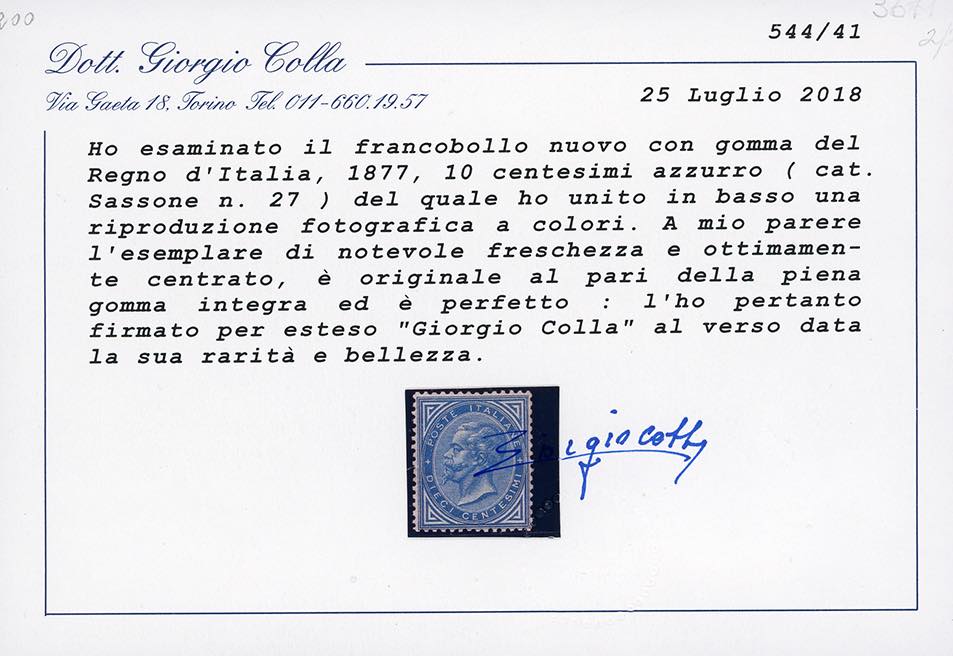 200
3671
544/41
2/
Dott. Giorgio Colla
Via Gaeta 18, Torino Tel. 011-660.19.57
25 Luglio 2018
Ho esaminato il francobollo nuovo con gomma del
Regno d'Italia, 1877, 10 centesimi azzurro ( cat.
Sassone n. 27 ) del quale ho unito in basso una
riproduzione fotografica a colori. A mio parere
l'esemplare di notevole freschezza e ottimamen-
te centrato, è originale al pari della piena
gomma integra ed è perfetto : l'ho pertanto
firmato per esteso "Giorgio Colla" al verso data
la sua rarità e bellezza.
POSTE ITALIANE
DIECI CENTESIMI
Giorgio Colla